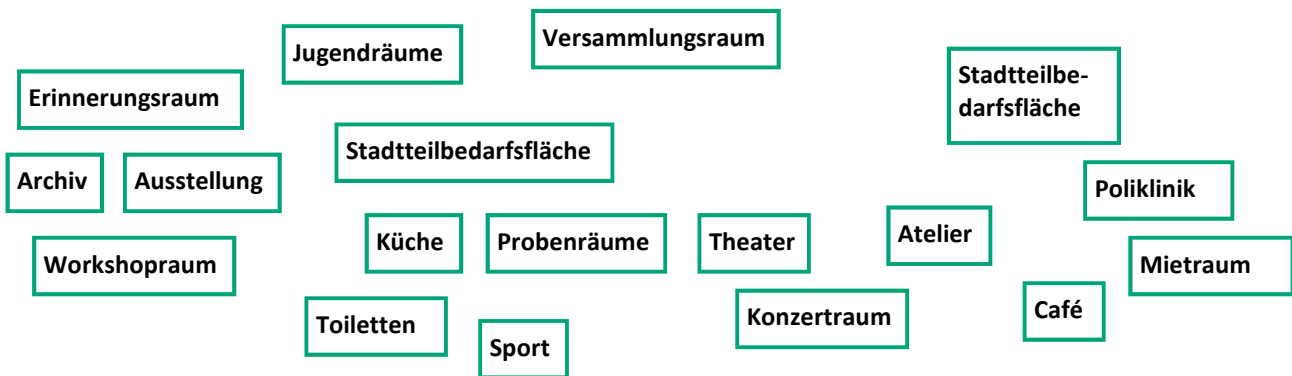 Jugendräume
Versammlungsraum
Erinnerungsraum
Stadtteilbe-
darfsfläche
Stadtteilbedarfsfläche
Archiv
Ausstellung
Poliklinik
Küche
Probenräume
Theater
Atelier
Workshopraum
Mietraum
Toiletten
Konzertraum
Café
Sport